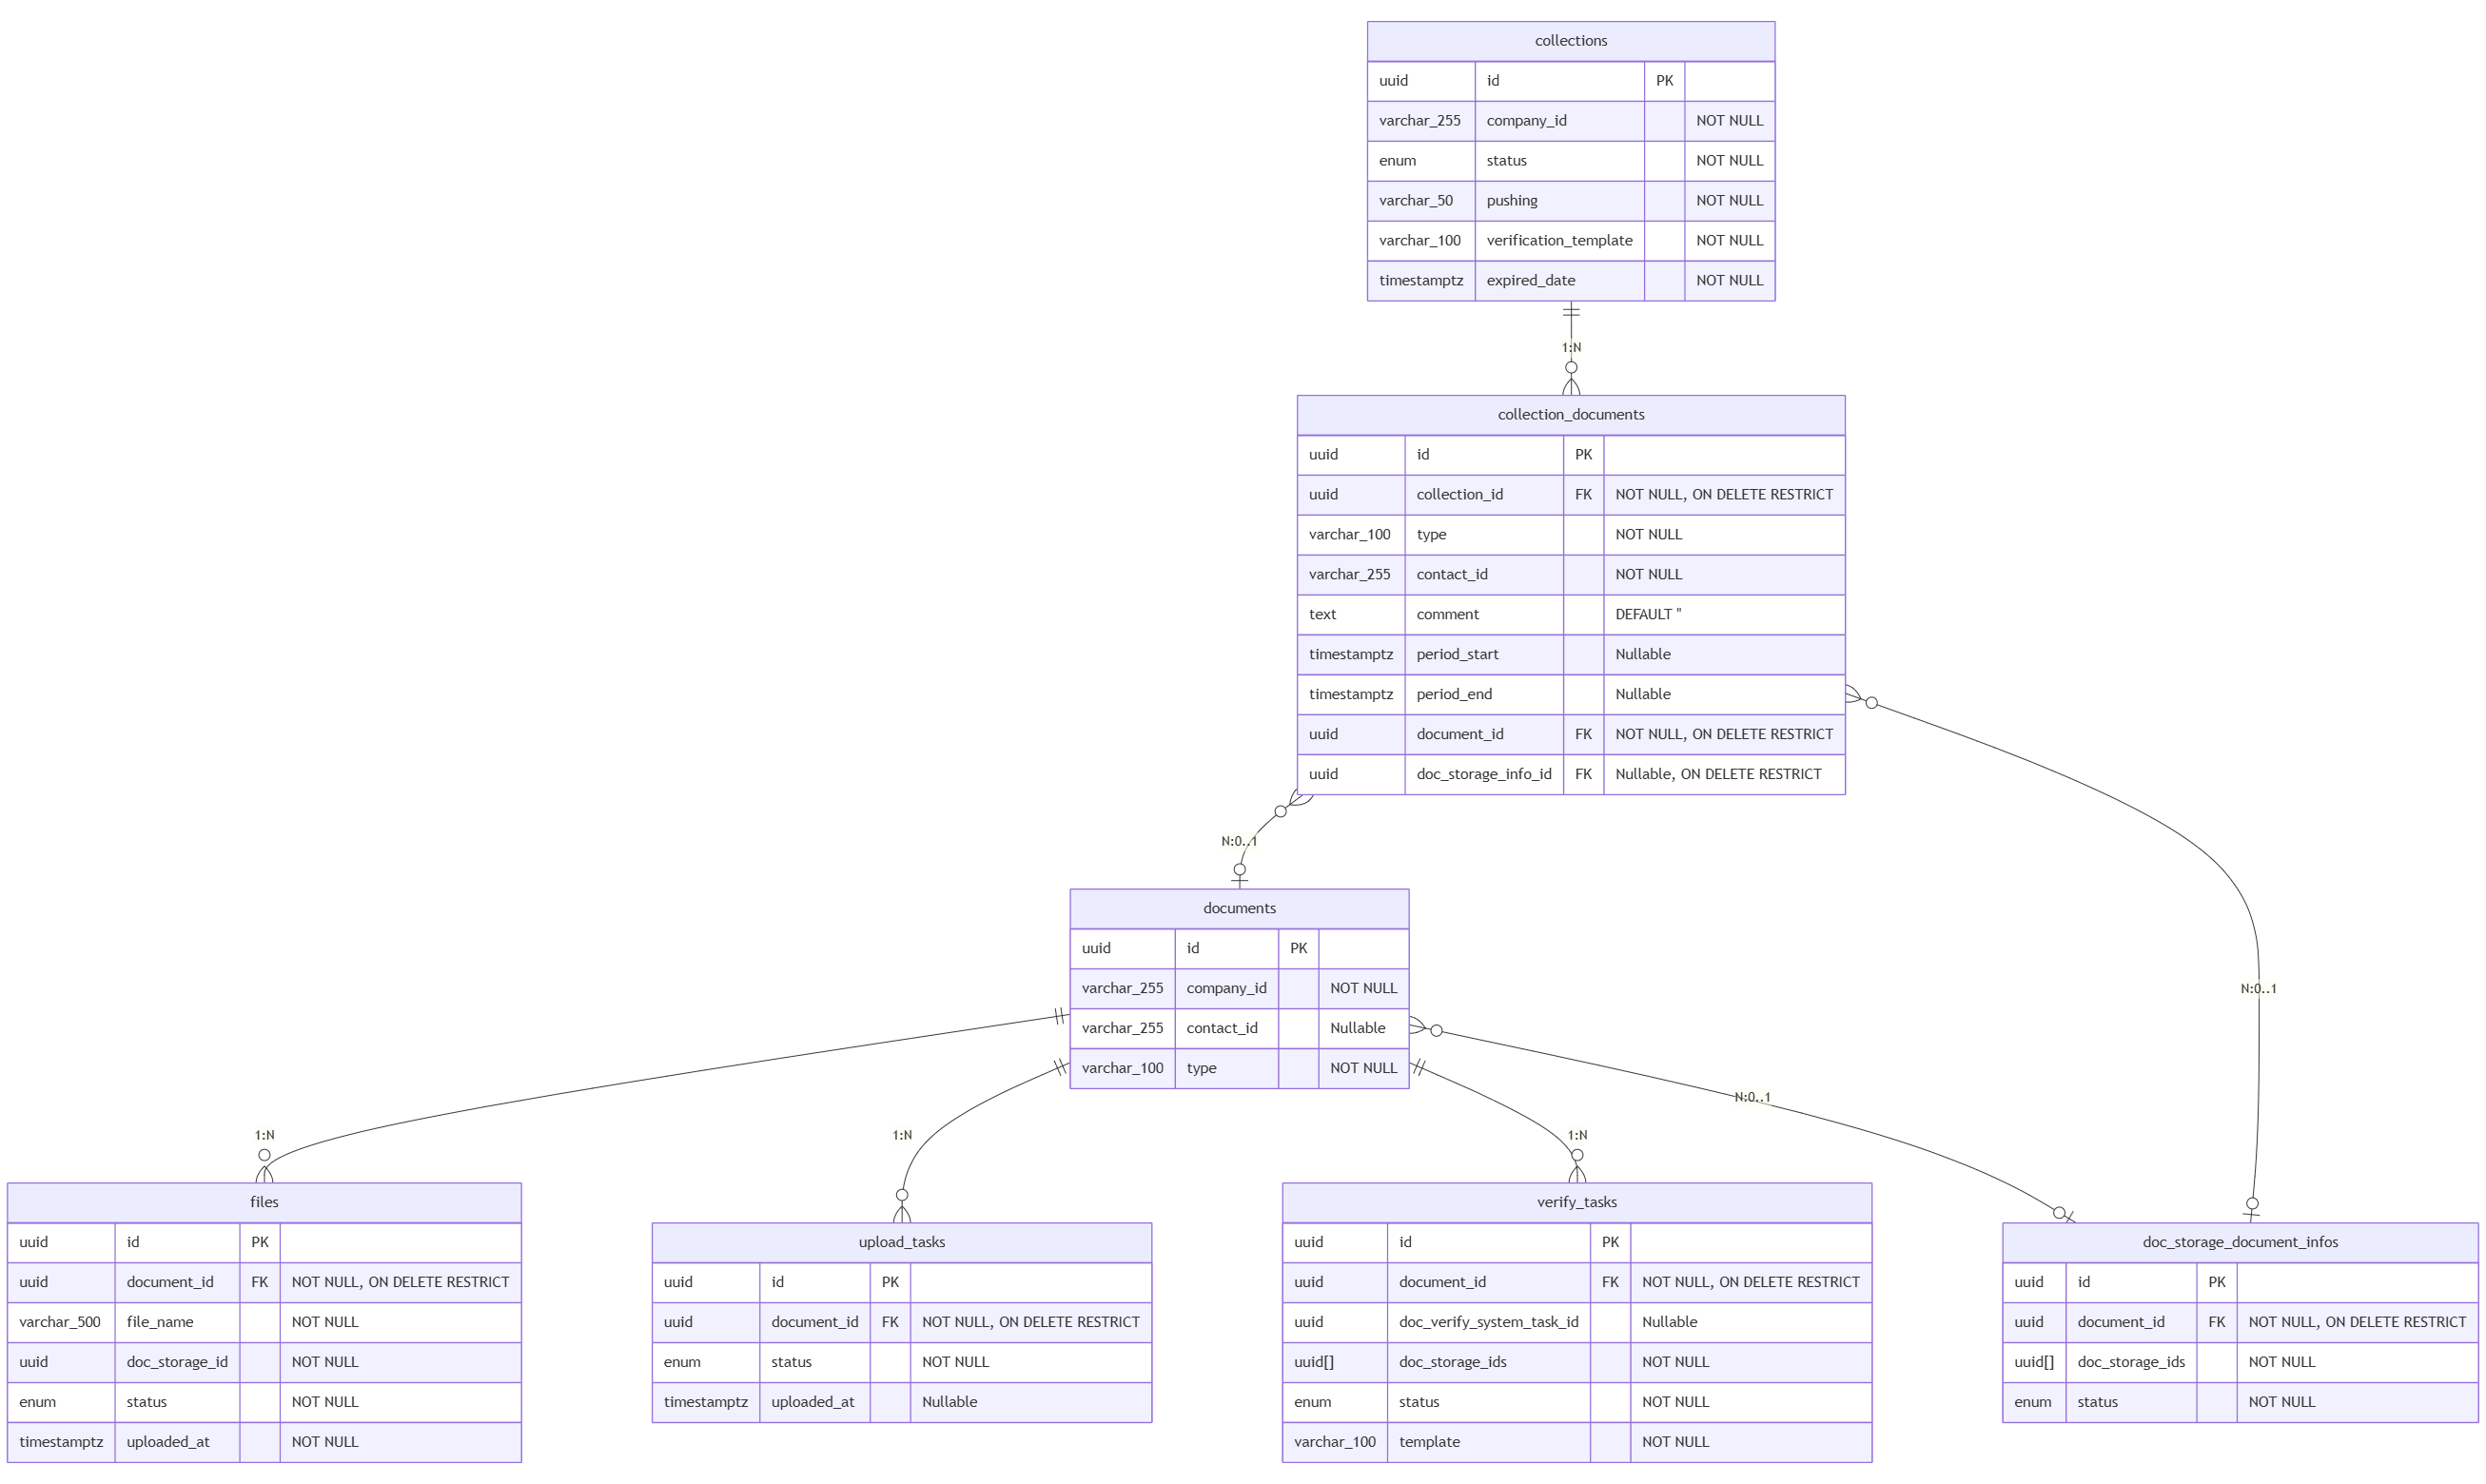 collections
uuid id PK
varchar_255 company_id NOT NULL
enum status NOT NULL
varchar_50 pushing NOT NULL
varchar_100 verification_template NOT NULL
timestamptz expired_date NOT NULL
1:N
collection_documents
uuid id PK
uuid collection_id FK NOT NULL, ON DELETE RESTRICT
varchar_100 type NOT NULL
varchar_255 contact_id NOT NULL
text comment DEFAULT "
timestamptz period_start Nullable
timestamptz period_end Nullable
uuid document_id FK NOT NULL, ON DELETE RESTRICT
uuid doc_storage_info_id FK Nullable, ON DELETE RESTRICT
N:0..1
documents
uuid id PK
varchar_255 company_id NOT NULL
varchar_255 contact_id Nullable
varchar_100 type NOT NULL
N:0..1
N:0..1
1:N
1:N
1:N
files
uuid id PK
uuid document_id FK NOT NULL, ON DELETE RESTRICT
varchar_500 file_name NOT NULL
uuid doc_storage_id NOT NULL
enum status NOT NULL
timestamptz uploaded_at NOT NULL
upload_tasks
uuid id PK
uuid document_id FK NOT NULL, ON DELETE RESTRICT
enum status NOT NULL
timestamptz uploaded_at Nullable
verify_tasks
uuid id PK
uuid document_id FK NOT NULL, ON DELETE RESTRICT
uuid doc_verify_system_task_id Nullable
uuid[] doc_storage_ids NOT NULL
enum status NOT NULL
varchar_100 template NOT NULL
doc_storage_document_infos
uuid id PK
uuid document_id FK NOT NULL, ON DELETE RESTRICT
uuid[] doc_storage_ids NOT NULL
enum status NOT NULL